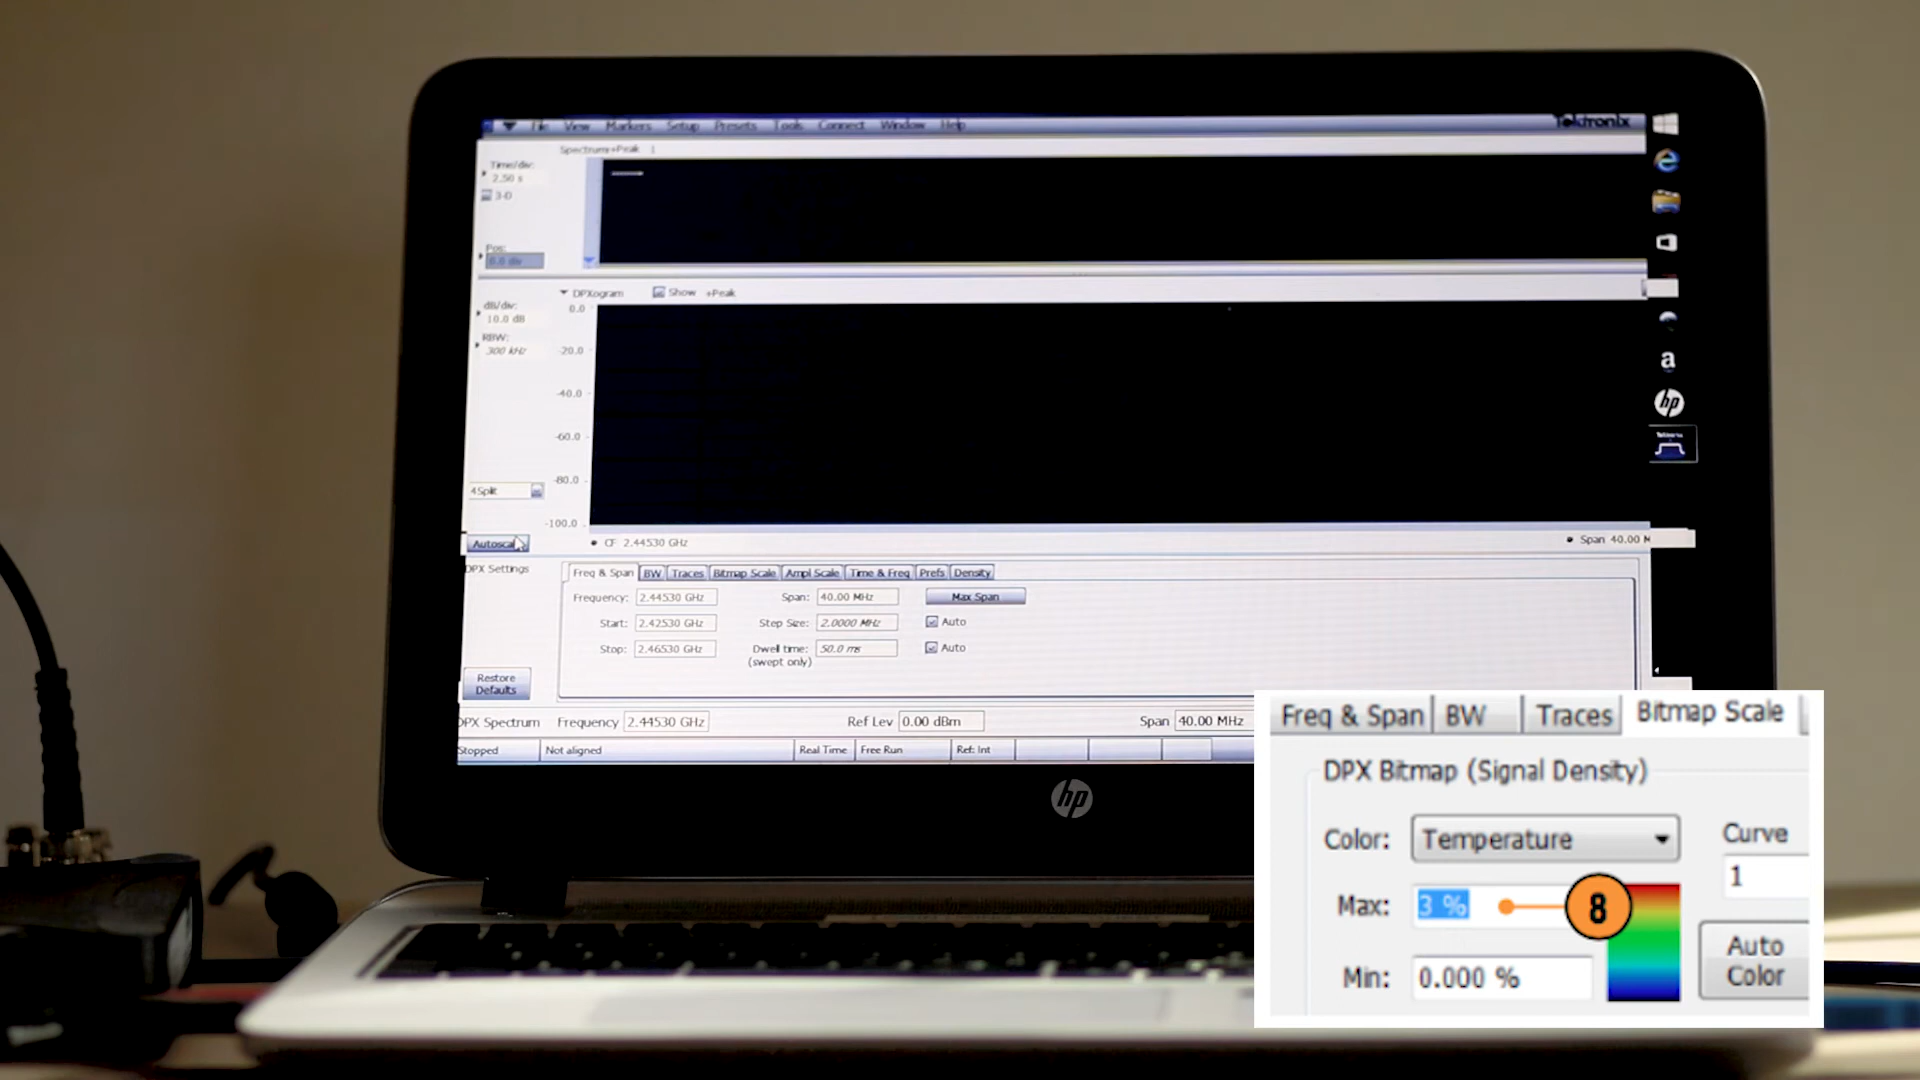 File View Markers Setup Presets Tools Connect Window Help
Tektronix
Spectrum+Peak 1
Time/div:
2.50 s
3-D
Pos:
0.0 div
DPXogram Show +Peak
dB/div:
10.0 dB
RBW:
300 kHz
0.0
-20.0
-40.0
-60.0
-80.0
-100.0
4Split
Autoscale
CF 2.44530 GHz
Span 40.00 M
a
hp
DPX Settings
Freq & Span BW Traces Bitmap Scale Ampl Scale Time & Freq Prefs Density
Frequency: 2.44530 GHz Span: 40.00 MHz Max Span
Start: 2.42530 GHz Step Size: 2.0000 MHz Auto
Stop: 2.46530 GHz Dwell time: 50.0 ms Auto
(swept only)
Restore
Defaults
DPX Spectrum Frequency 2.44530 GHz Ref Lev 0.00 dBm Span 40.00 MHz
Stopped Not aligned Real Time Free Run Ref: Int
hp
Freq & Span BW Traces Bitmap Scale
DPX Bitmap (Signal Density)
Color: Temperature Curve
Max: 3 % 8 1
Min: 0.000 % Auto
Color